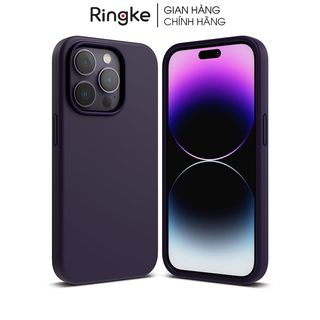 Ringke
GIAN HÀNG
CHÍNH HÃNG